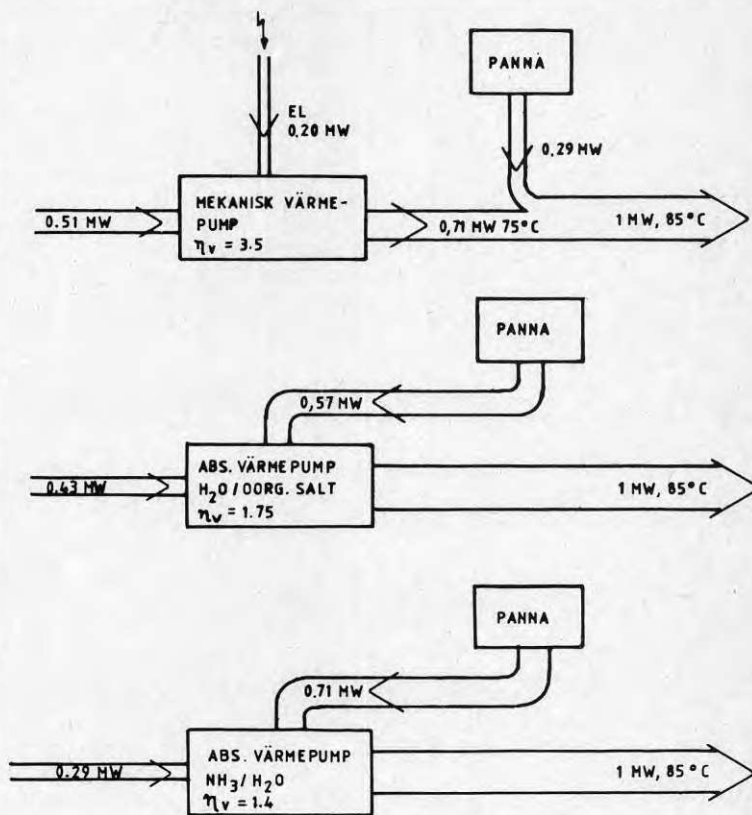 PANNA
EL
0.20 MW
0.29 MW
0.51 MW
MEKANISK VÄRME-
PUMP
ηv = 3.5
0,71 MW 75°C
1 MW, 85°C
PANNA
0,57 MW
0.43 MW
ABS. VÄRMEPUMP
H₂O/OORG. SALT
ηv = 1.75
1 MW, 85°C
PANNA
0.71 MW
0.29 MW
ABS. VÄRMEPUMP
NH₃/H₂O
ηv = 1.4
1 MW, 85°C